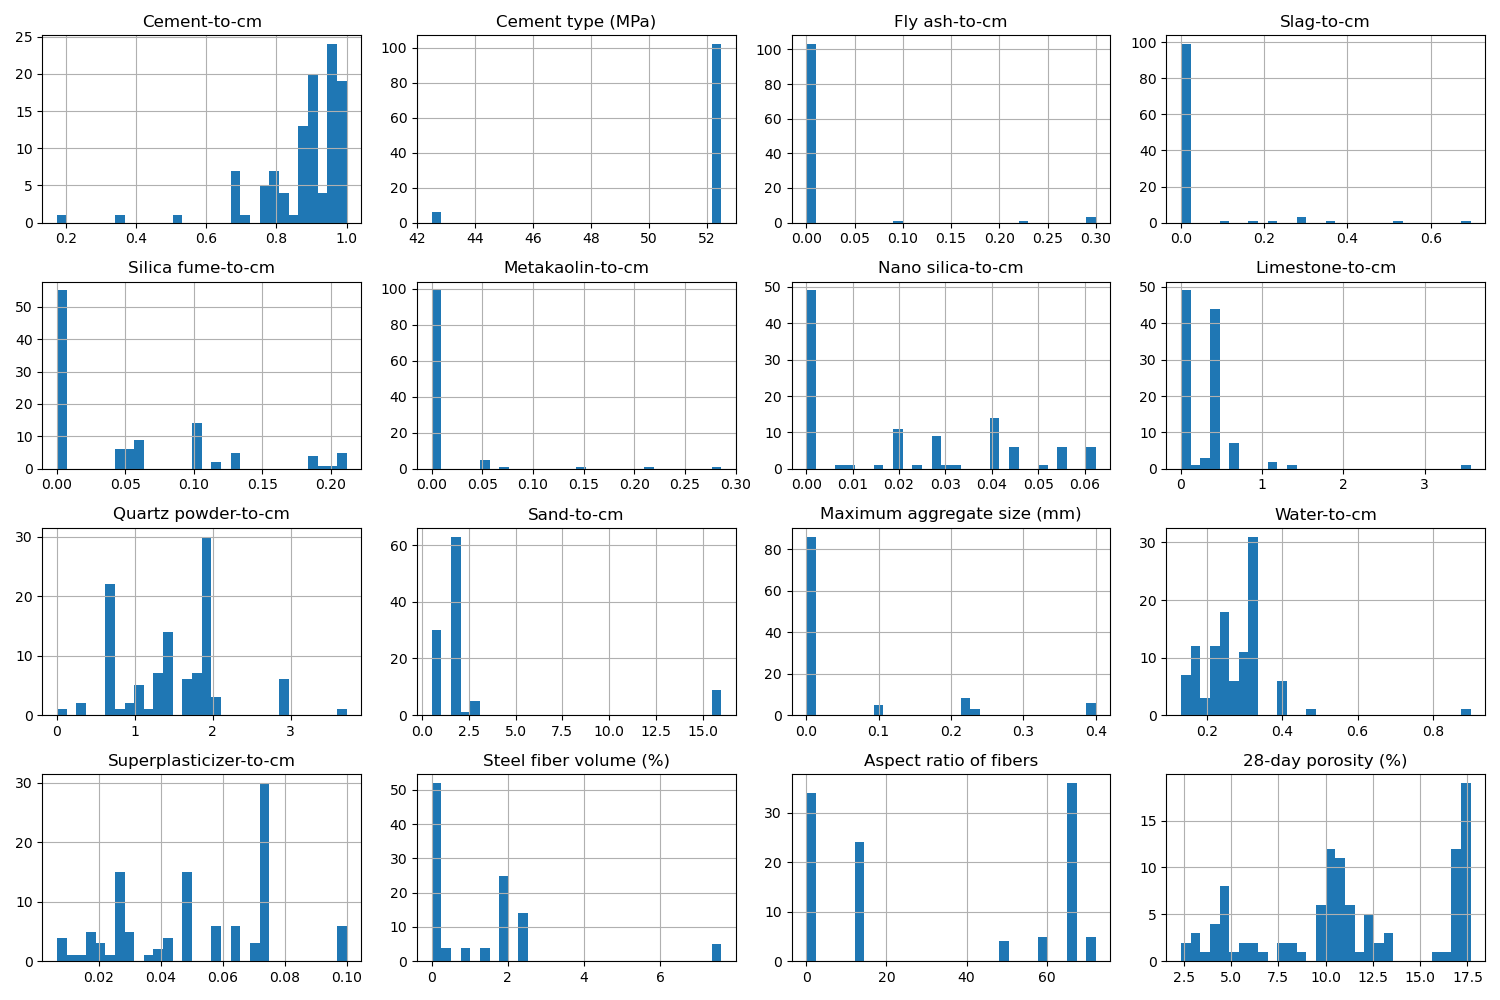 Cement-to-cm Cement type (MPa) Fly ash-to-cm Slag-to-cm
25 100 100 100
20 80 80 80
15 60 60 60
10 40 40 40
5 20 20 20
0 0 0 0
0.2 0.4 0.6 0.8 1.0 42 44 46 48 50 52 0.00 0.05 0.10 0.15 0.20 0.25 0.30 0.0 0.2 0.4 0.6
Silica fume-to-cm Metakaolin-to-cm Nano silica-to-cm Limestone-to-cm
50 100 50 50
40 80 40 40
30 60 30 30
20 40 20 20
10 20 10 10
0 0 0 0
0.00 0.05 0.10 0.15 0.20 0.00 0.05 0.10 0.15 0.20 0.25 0.30 0.00 0.01 0.02 0.03 0.04 0.05 0.06 0 1 2 3
Quartz powder-to-cm Sand-to-cm Maximum aggregate size (mm) Water-to-cm
30 60 80 30
20 40 60 20
10 20 40 10
0 0 20 0
0
0 1 2 3 0.0 2.5 5.0 7.5 10.0 12.5 15.0 0.0 0.1 0.2 0.3 0.4 0.2 0.4 0.6 0.8
Superplasticizer-to-cm Steel fiber volume (%) Aspect ratio of fibers 28-day porosity (%)
30 50 30 15
20 40 20 10
10 30 10 5
0 20 0 0
10
0
0.02 0.04 0.06 0.08 0.10 0 2 4 6 0 20 40 60 2.5 5.0 7.5 10.0 12.5 15.0 17.5